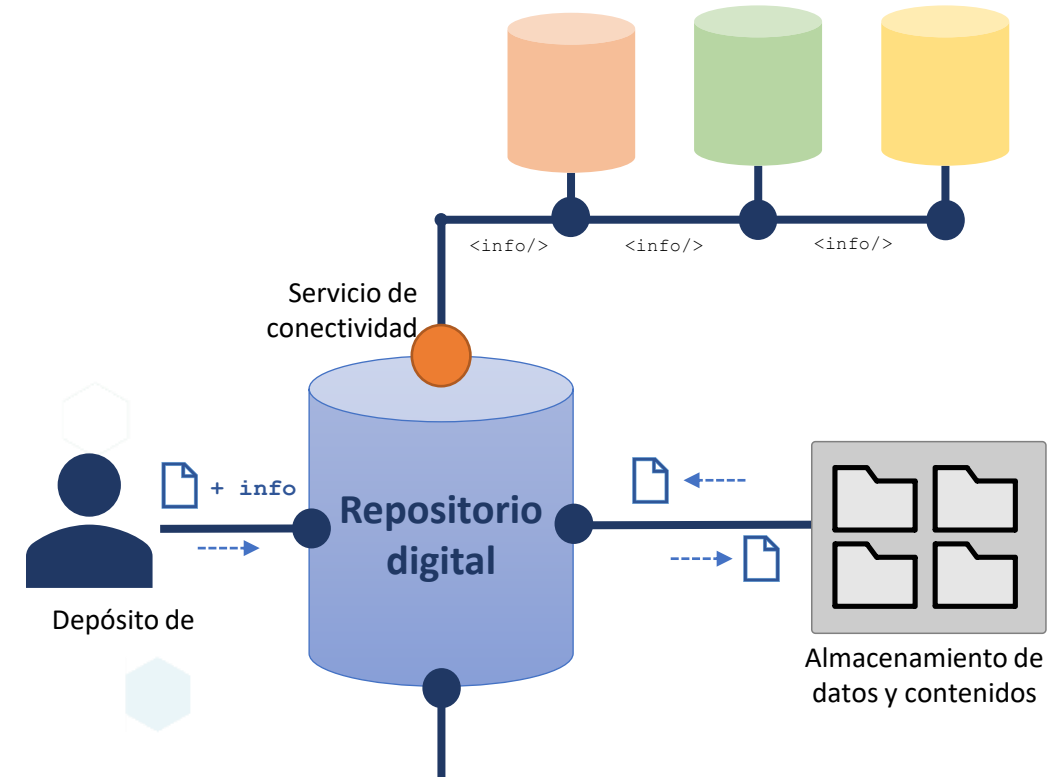 <info/>
<info/>
<info/>
Servicio de
conectividad
+ info
Repositorio
digital
Depósito de
Almacenamiento de
datos y contenidos